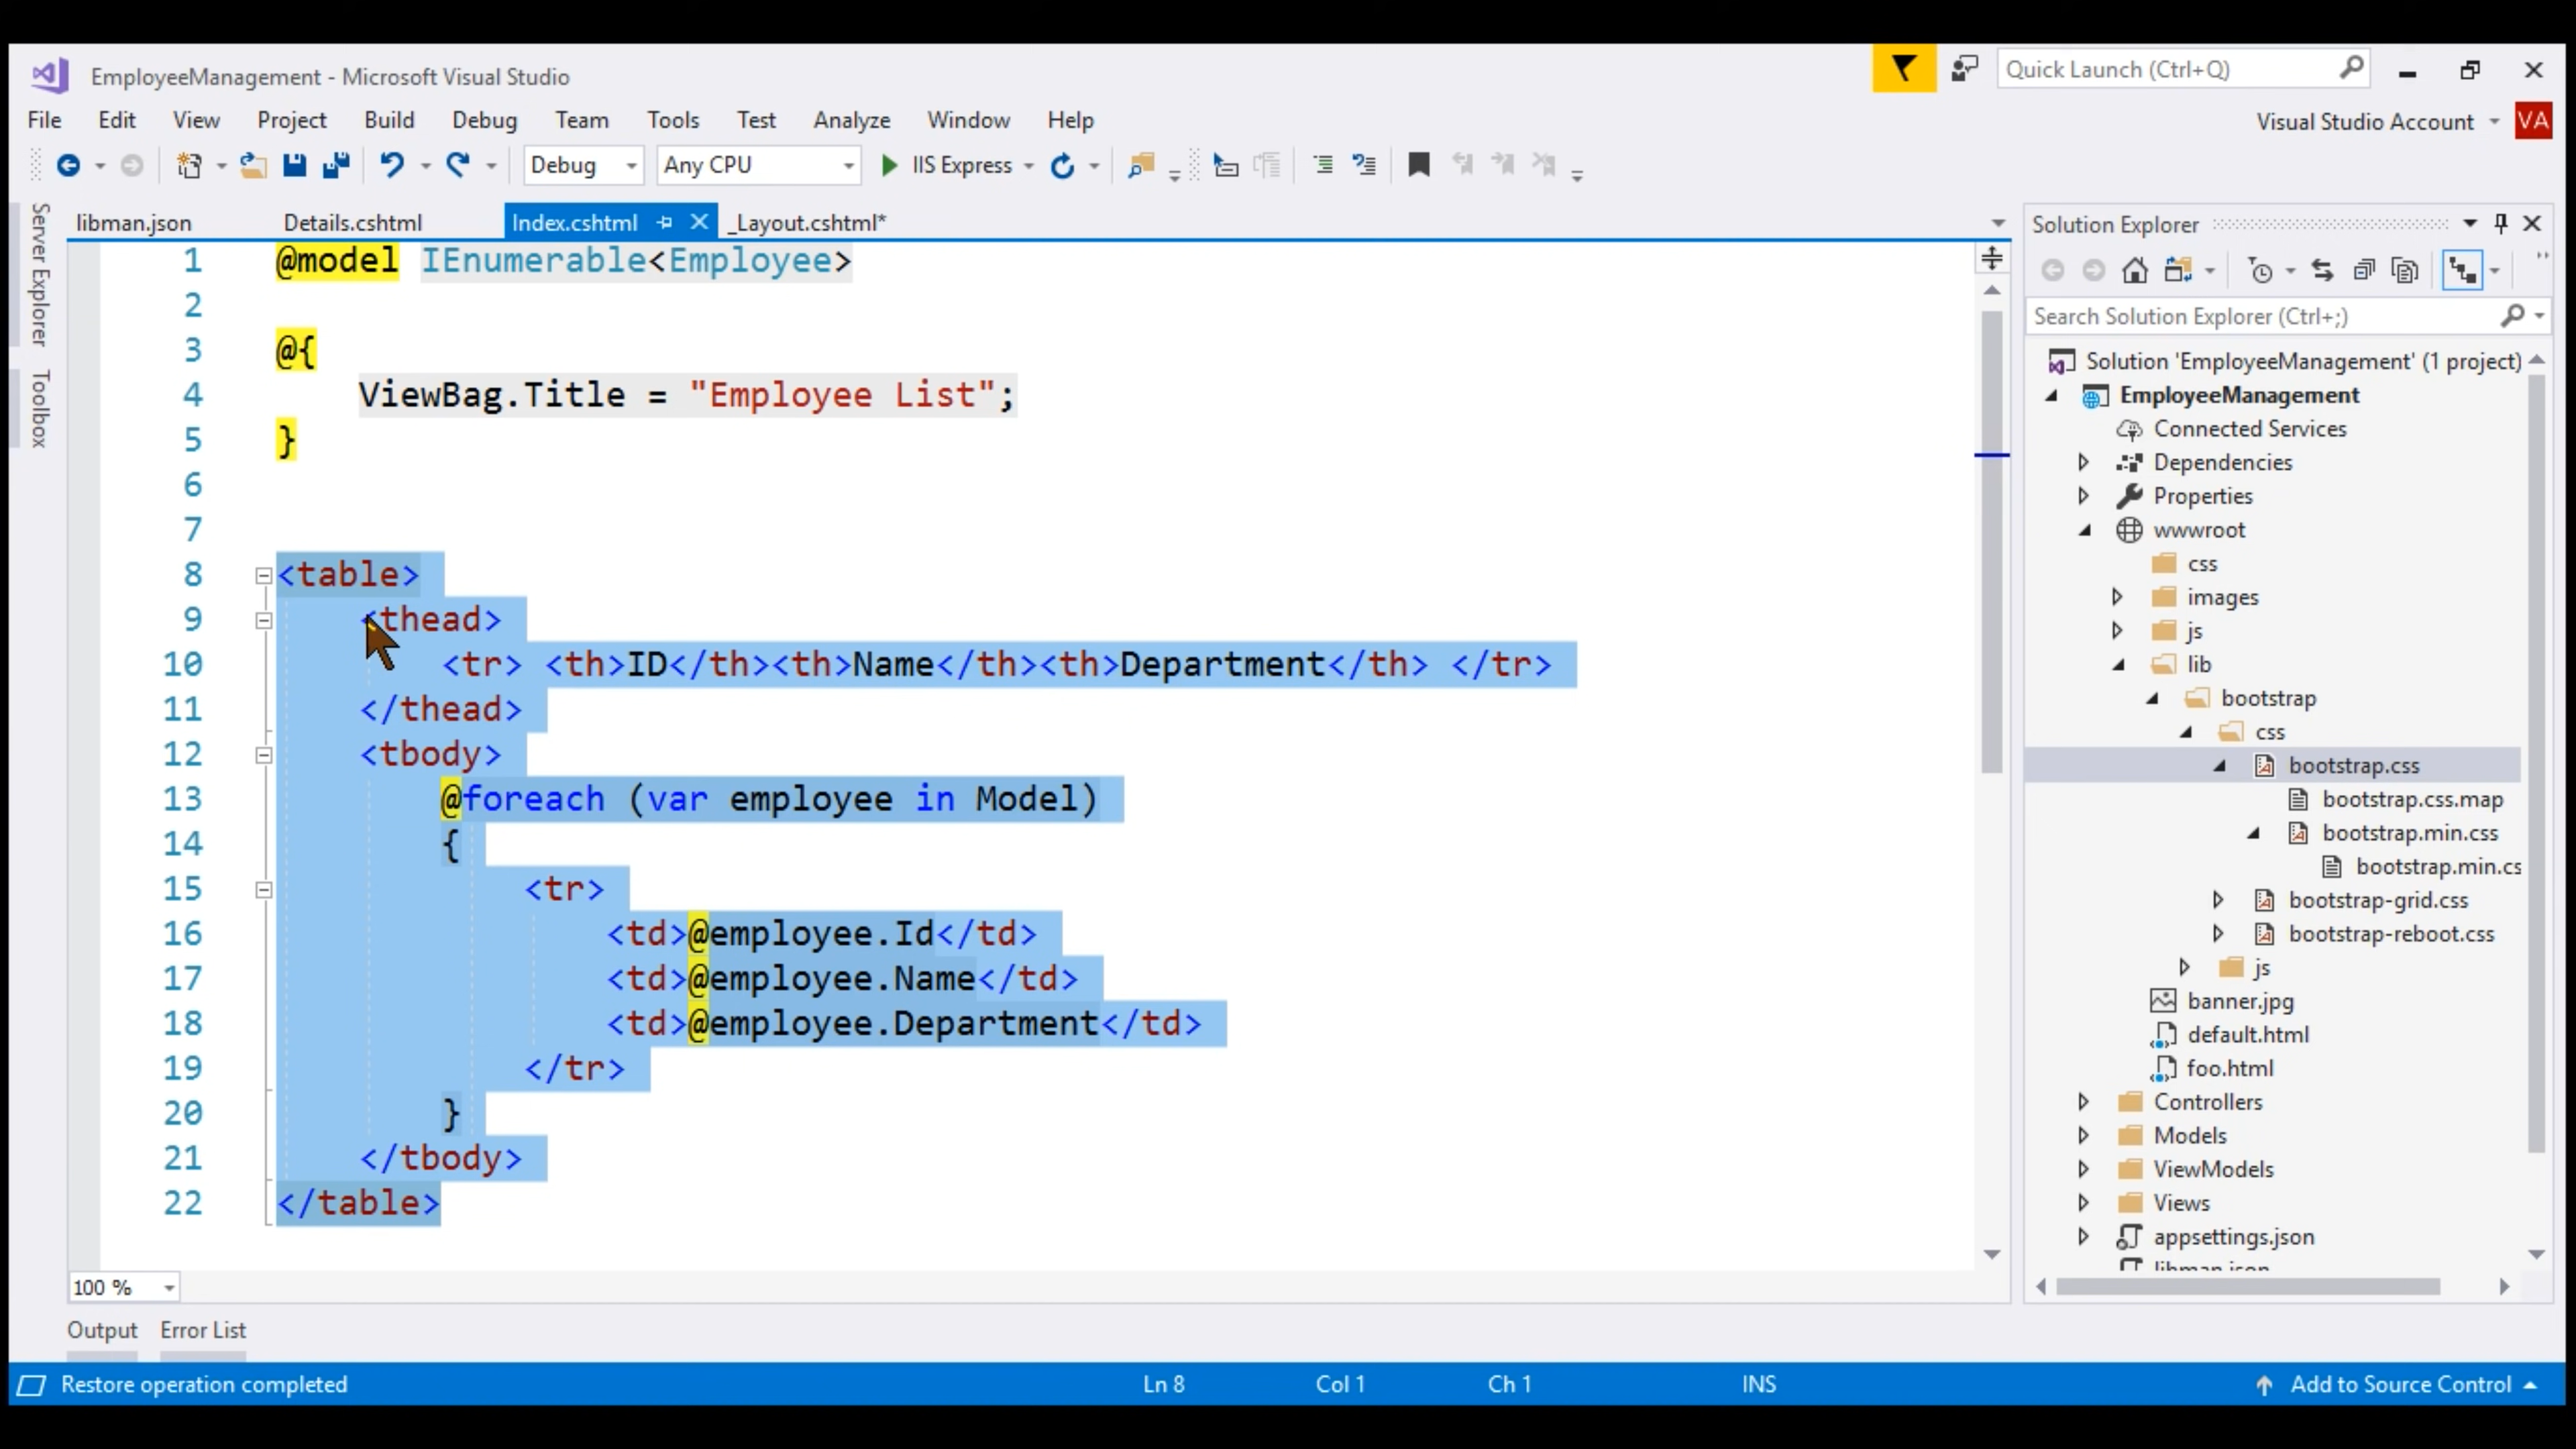 EmployeeManagement - Microsoft Visual Studio
Quick Launch (Ctrl+Q)
File Edit View Project Build Debug Team Tools Test Analyze Window Help
Visual Studio Account VA
Debug Any CPU IIS Express
Server Explorer
Toolbox
libman.json Details.cshtml Index.cshtml _Layout.cshtml*
1 @model IEnumerable<Employee>
2
3 @{
4 ViewBag.Title = "Employee List";
5 }
6
7
8 <table>
9 <thead>
10 <tr> <th>ID</th><th>Name</th><th>Department</th> </tr>
11 </thead>
12 <tbody>
13 @foreach (var employee in Model)
14 {
15 <tr>
16 <td>@employee.Id</td>
17 <td>@employee.Name</td>
18 <td>@employee.Department</td>
19 </tr>
20 }
21 </tbody>
22 </table>
100 %
Output Error List
Solution Explorer
Search Solution Explorer (Ctrl+;)
Solution 'EmployeeManagement' (1 project)
EmployeeManagement
Connected Services
Dependencies
Properties
wwwroot
css
images
js
lib
bootstrap
css
bootstrap.css
bootstrap.css.map
bootstrap.min.css
bootstrap.min.cs
bootstrap-grid.css
bootstrap-reboot.css
js
banner.jpg
default.html
foo.html
Controllers
Models
ViewModels
Views
appsettings.json
libman.json
Restore operation completed Ln 8 Col 1 Ch 1 INS Add to Source Control